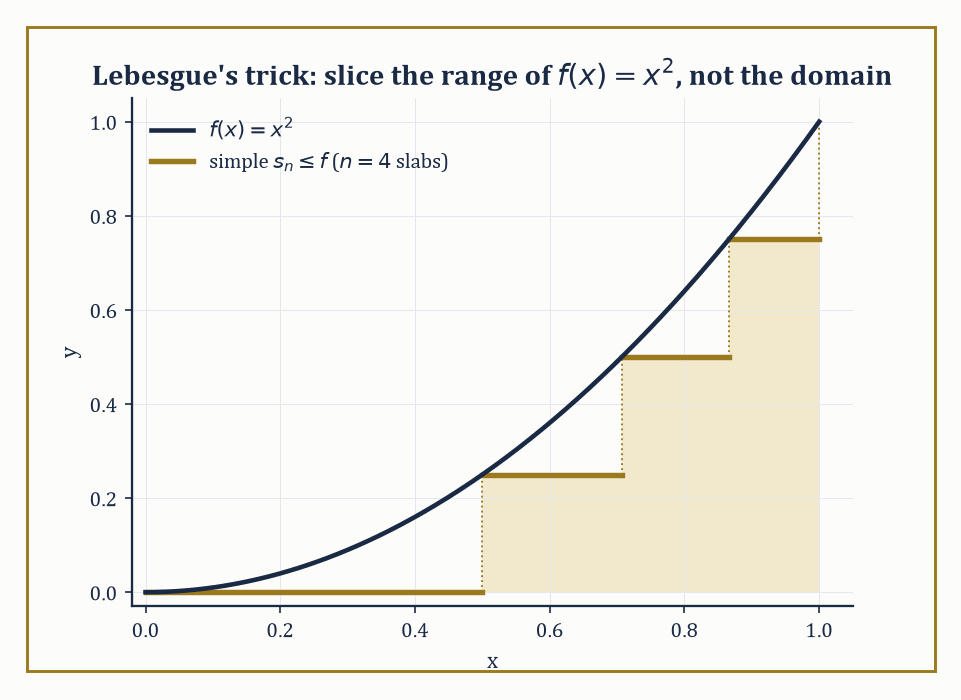 Lebesgue's trick: slice the range of f(x) = x², not the domain
f(x) = x²
simple sₙ ≤ f (n = 4 slabs)
1.0
0.8
0.6
0.4
0.2
0.0
y
0.0 0.2 0.4 0.6 0.8 1.0
x